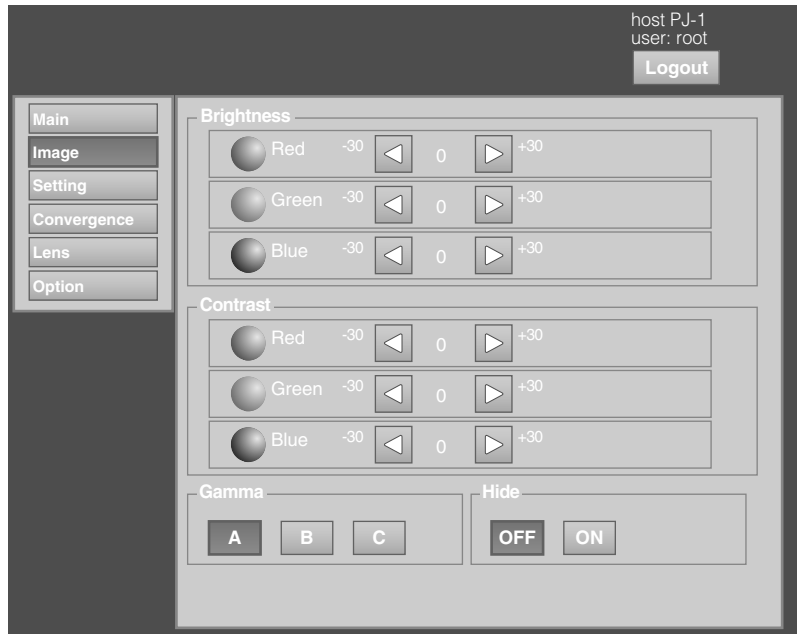 host PJ-1
user: root
Logout
Main
Image
Setting
Convergence
Lens
Option
Brightness
Red -30 0 +30
Green -30 0 +30
Blue -30 0 +30
Contrast
Red -30 0 +30
Green -30 0 +30
Blue -30 0 +30
Gamma
A B C
Hide
OFF ON